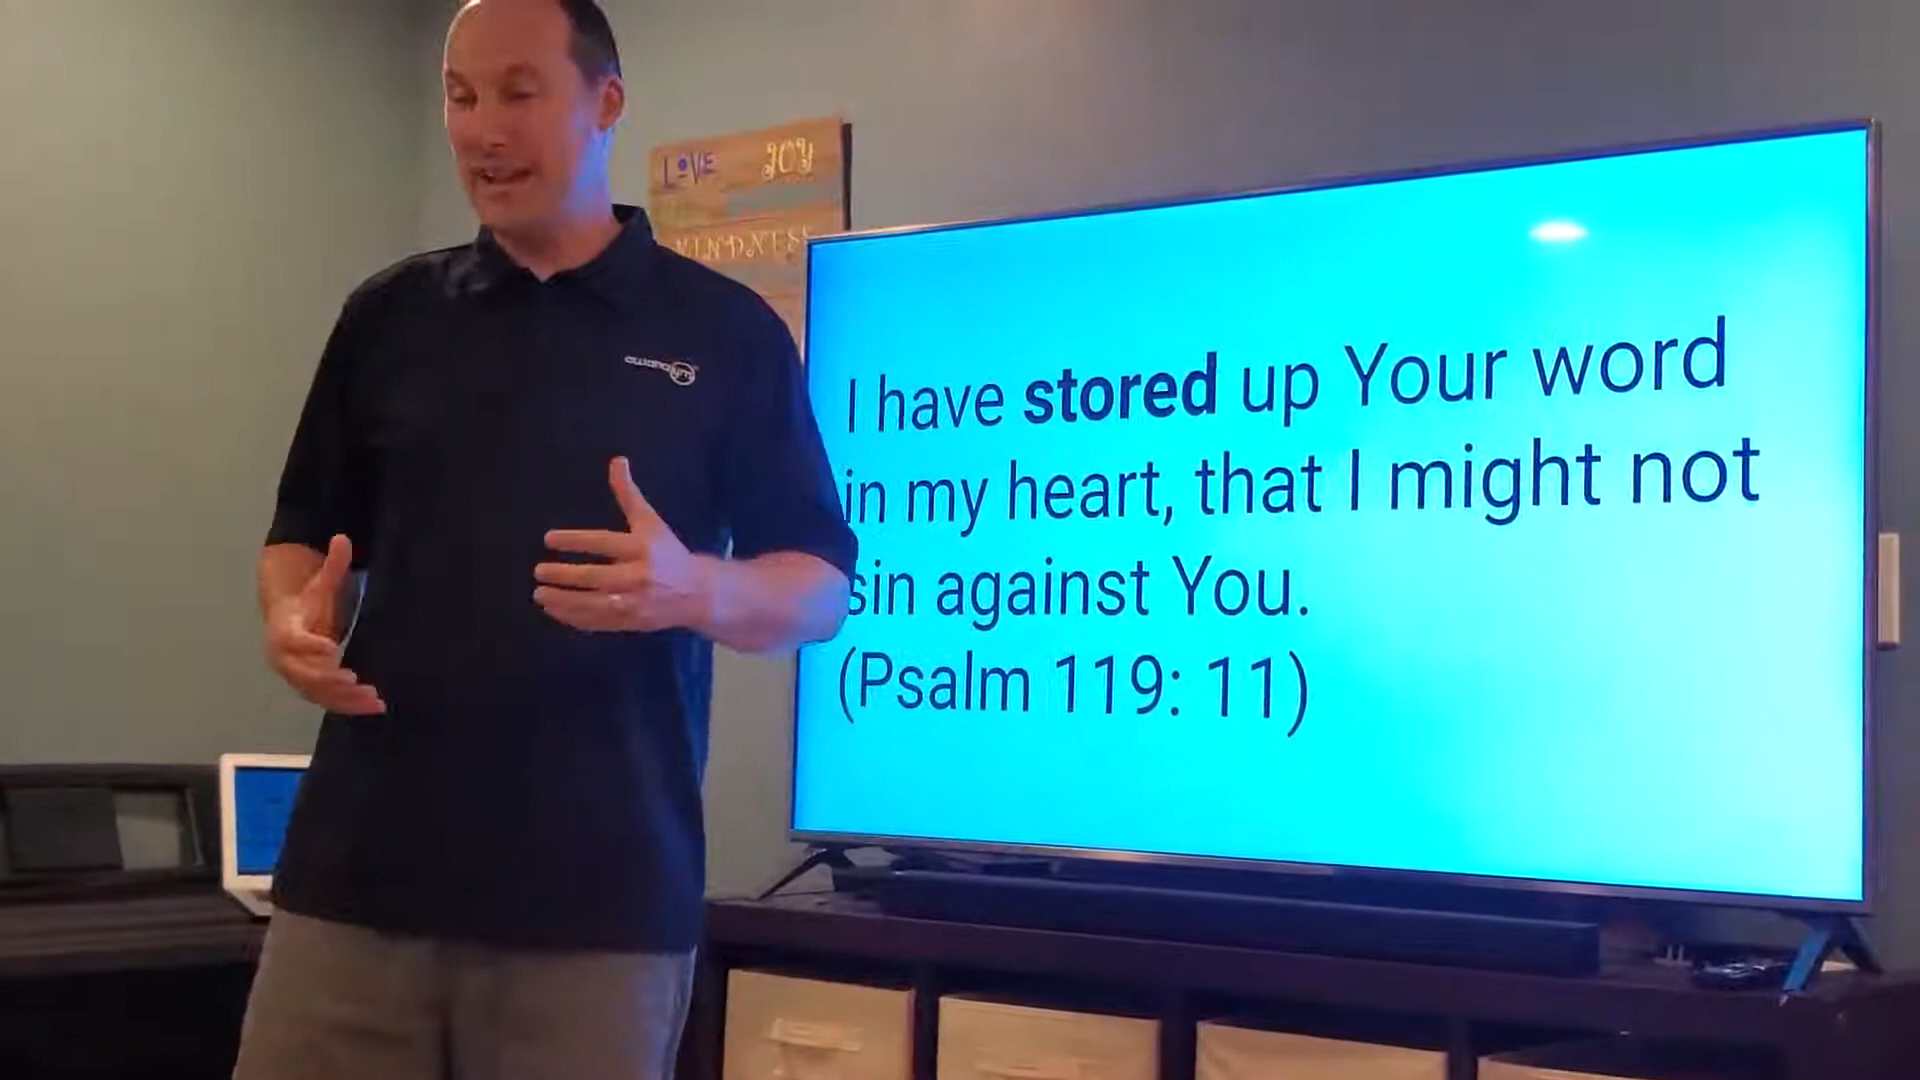 LOVE JOY
KINDNESS
I have stored up Your word
in my heart, that I might not
sin against You.
(Psalm 119: 11)